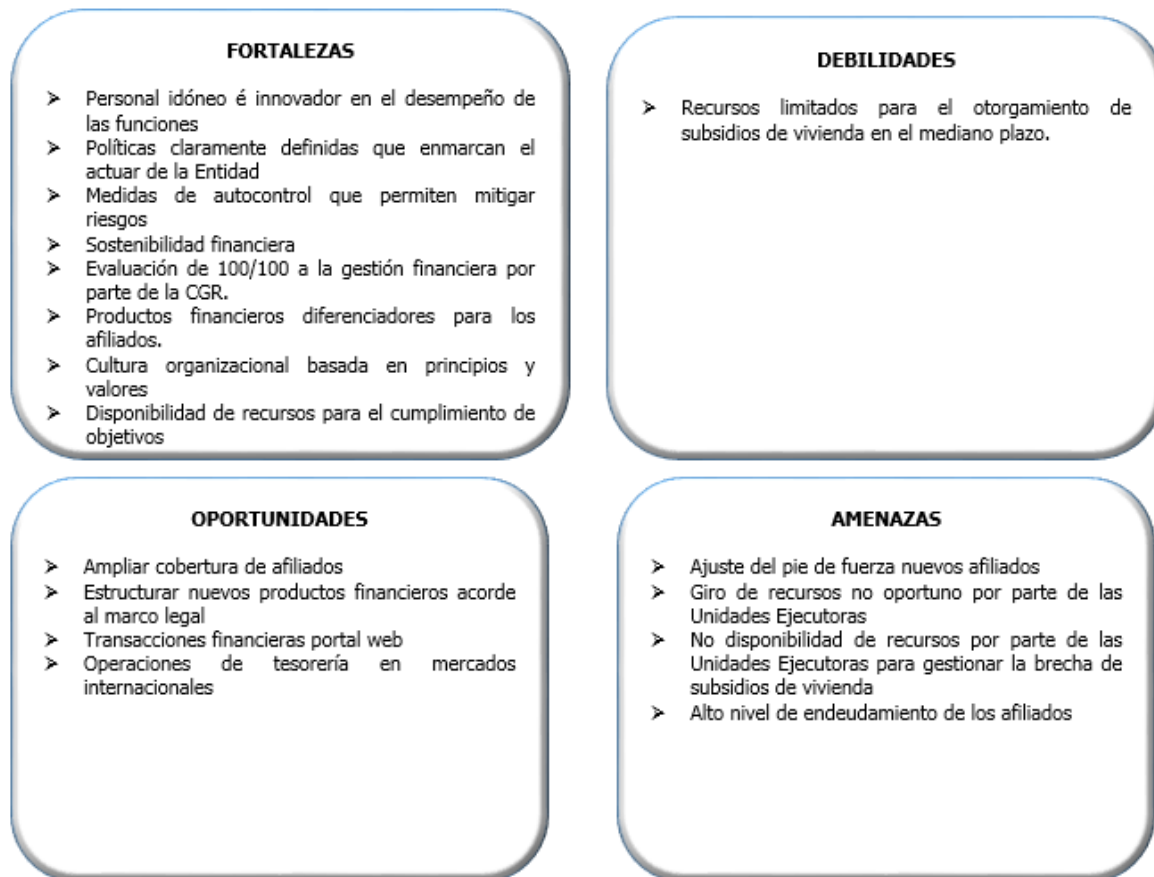 FORTALEZAS
➤ Personal idóneo é innovador en el desempeño de
las funciones
➤ Políticas claramente definidas que enmarcan el
actuar de la Entidad
➤ Medidas de autocontrol que permiten mitigar
riesgos
➤ Sostenibilidad financiera
➤ Evaluación de 100/100 a la gestión financiera por
parte de la CGR.
➤ Productos financieros diferenciadores para los
afiliados.
➤ Cultura organizacional basada en principios y
valores
➤ Disponibilidad de recursos para el cumplimiento de
objetivos
DEBILIDADES
➤ Recursos limitados para el otorgamiento de
subsidios de vivienda en el mediano plazo.
OPORTUNIDADES
➤ Ampliar cobertura de afiliados
➤ Estructurar nuevos productos financieros acorde
al marco legal
➤ Transacciones financieras portal web
➤ Operaciones de tesorería en mercados
internacionales
AMENAZAS
➤ Ajuste del pie de fuerza nuevos afiliados
➤ Giro de recursos no oportuno por parte de las
Unidades Ejecutoras
➤ No disponibilidad de recursos por parte de las
Unidades Ejecutoras para gestionar la brecha de
subsidios de vivienda
➤ Alto nivel de endeudamiento de los afiliados